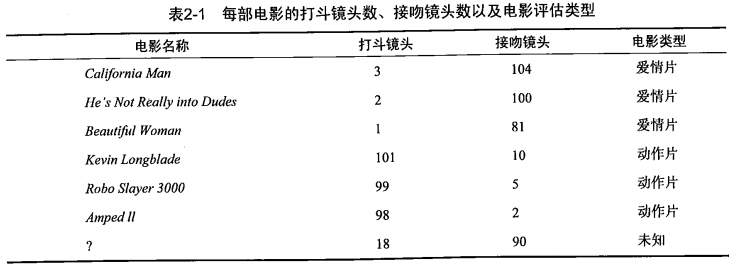 表2-1 每部电影的打斗镜头数、接吻镜头数以及电影评估类型
电影名称 打斗镜头 接吻镜头 电影类型
California Man 3 104 爱情片
He's Not Really into Dudes 2 100 爱情片
Beautiful Woman 1 81 爱情片
Kevin Longblade 101 10 动作片
Robo Slayer 3000 99 5 动作片
Amped II 98 2 动作片
? 18 90 未知